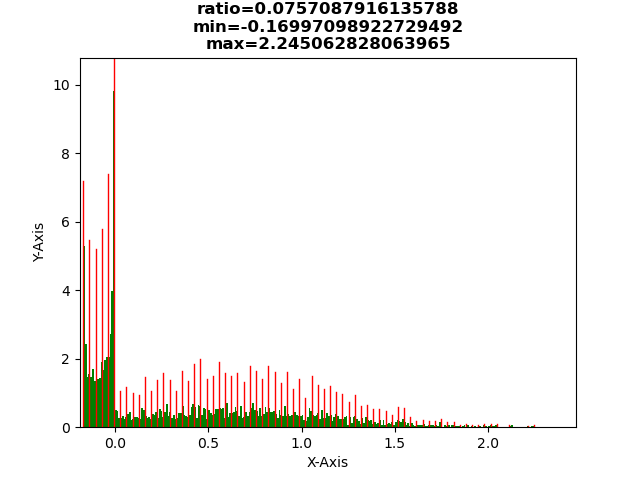 ratio=0.0757087916135788
min=-0.16997098922729492
max=2.245062828063965
10
8
6
4
2
0
Y-Axis
0.0 0.5 1.0 1.5 2.0
X-Axis